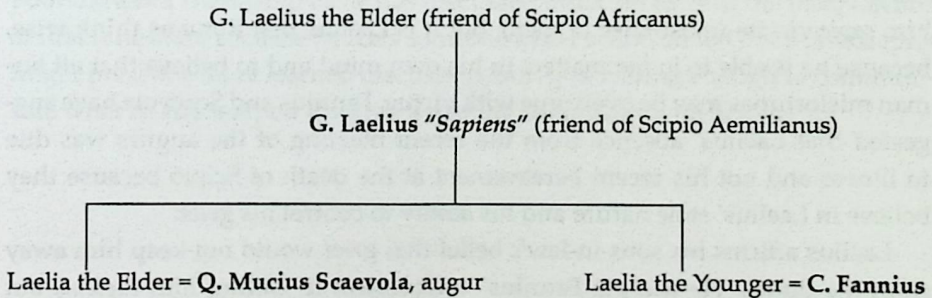 G. Laelius the Elder (friend of Scipio Africanus)
G. Laelius "Sapiens" (friend of Scipio Aemilianus)
Laelia the Elder = Q. Mucius Scaevola, augur
Laelia the Younger = C. Fannius